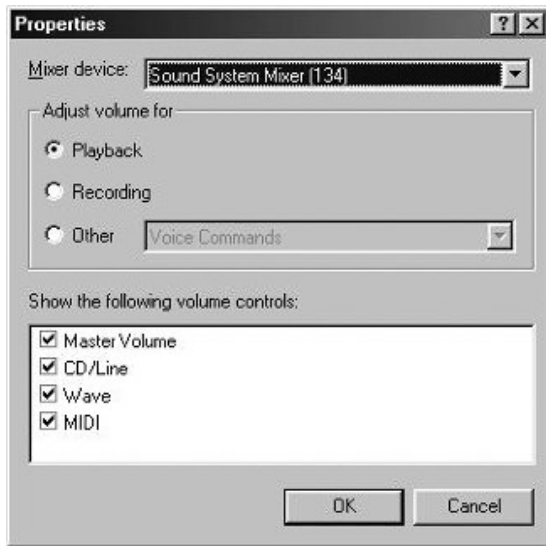 Properties
Mixer device: Sound System Mixer [134]
Adjust volume for
Playback
Recording
Other Voice Commands
Show the following volume controls:
Master Volume
CD/Line
Wave
MIDI
OK Cancel